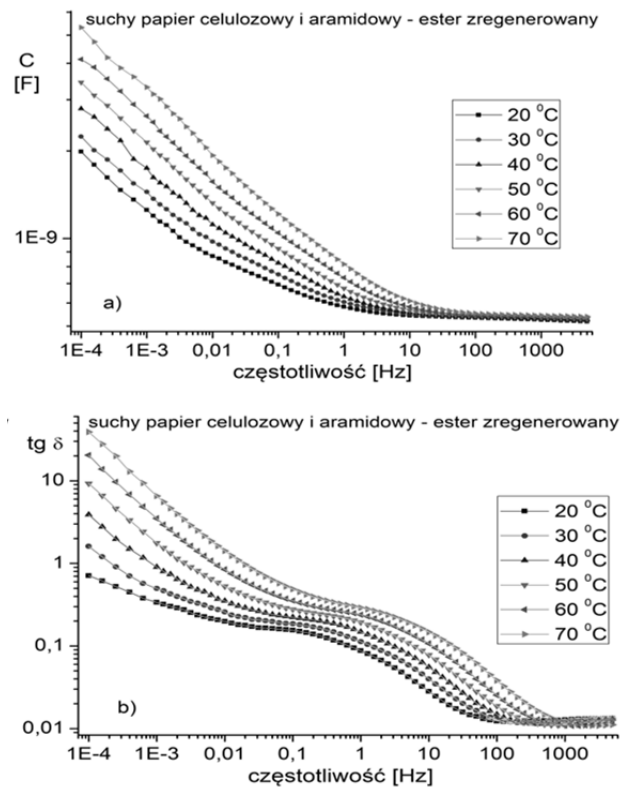 suchy papier celulozowy i aramidowy - ester zregenerowany
C
[F]
20 °C
30 °C
40 °C
50 °C
60 °C
70 °C
1E-9
a)
1E-4 1E-3 0,01 0,1 1 10 100 1000
częstotliwość [Hz]
suchy papier celulozowy i aramidowy - ester zregenerowany
tg δ
10
20 °C
30 °C
40 °C
50 °C
60 °C
70 °C
1
0,1
0,01
b)
1E-4 1E-3 0,01 0,1 1 10 100 1000
częstotliwość [Hz]